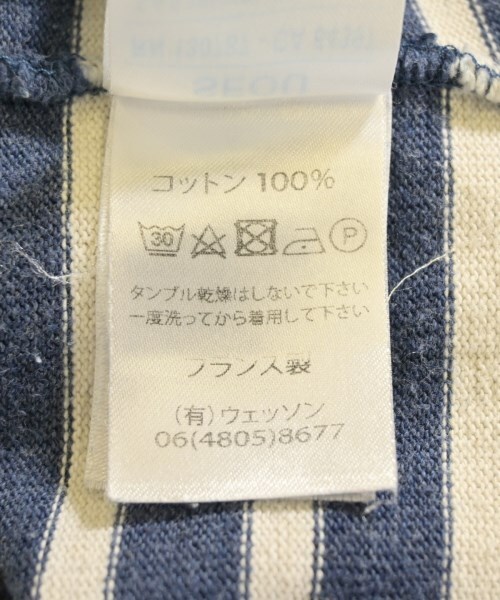 コットン 100%
30 P
タンブル乾燥はしないで下さい
一度洗ってから着用して下さい
フランス製
(有)ウェッソン
06(4805)8677